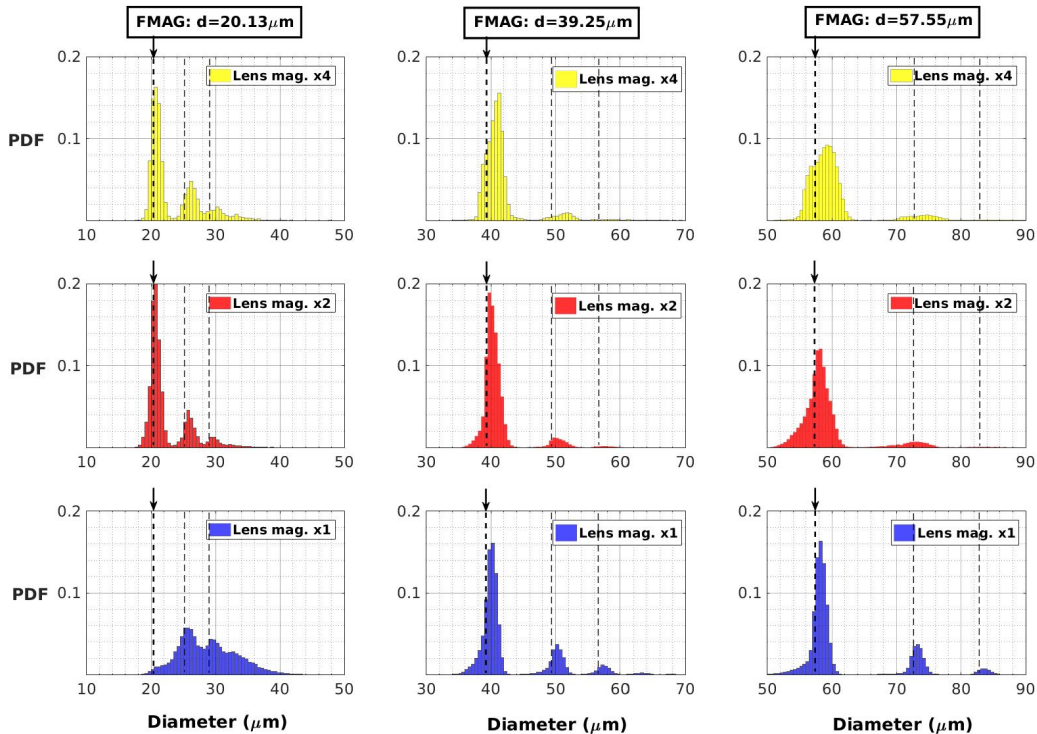 FMAG: d=20.13μm
FMAG: d=39.25μm
FMAG: d=57.55μm
PDF
0.2
0.1
Lens mag. x4
10 20 30 40 50
0.2
0.1
Lens mag. x4
30 40 50 60 70
0.2
0.1
Lens mag. x4
50 60 70 80 90
PDF
0.2
0.1
Lens mag. x2
10 20 30 40 50
0.2
0.1
Lens mag. x2
30 40 50 60 70
0.2
0.1
Lens mag. x2
50 60 70 80 90
PDF
0.2
0.1
Lens mag. x1
10 20 30 40 50
Diameter (μm)
0.2
0.1
Lens mag. x1
30 40 50 60 70
Diameter (μm)
0.2
0.1
Lens mag. x1
50 60 70 80 90
Diameter (μm)